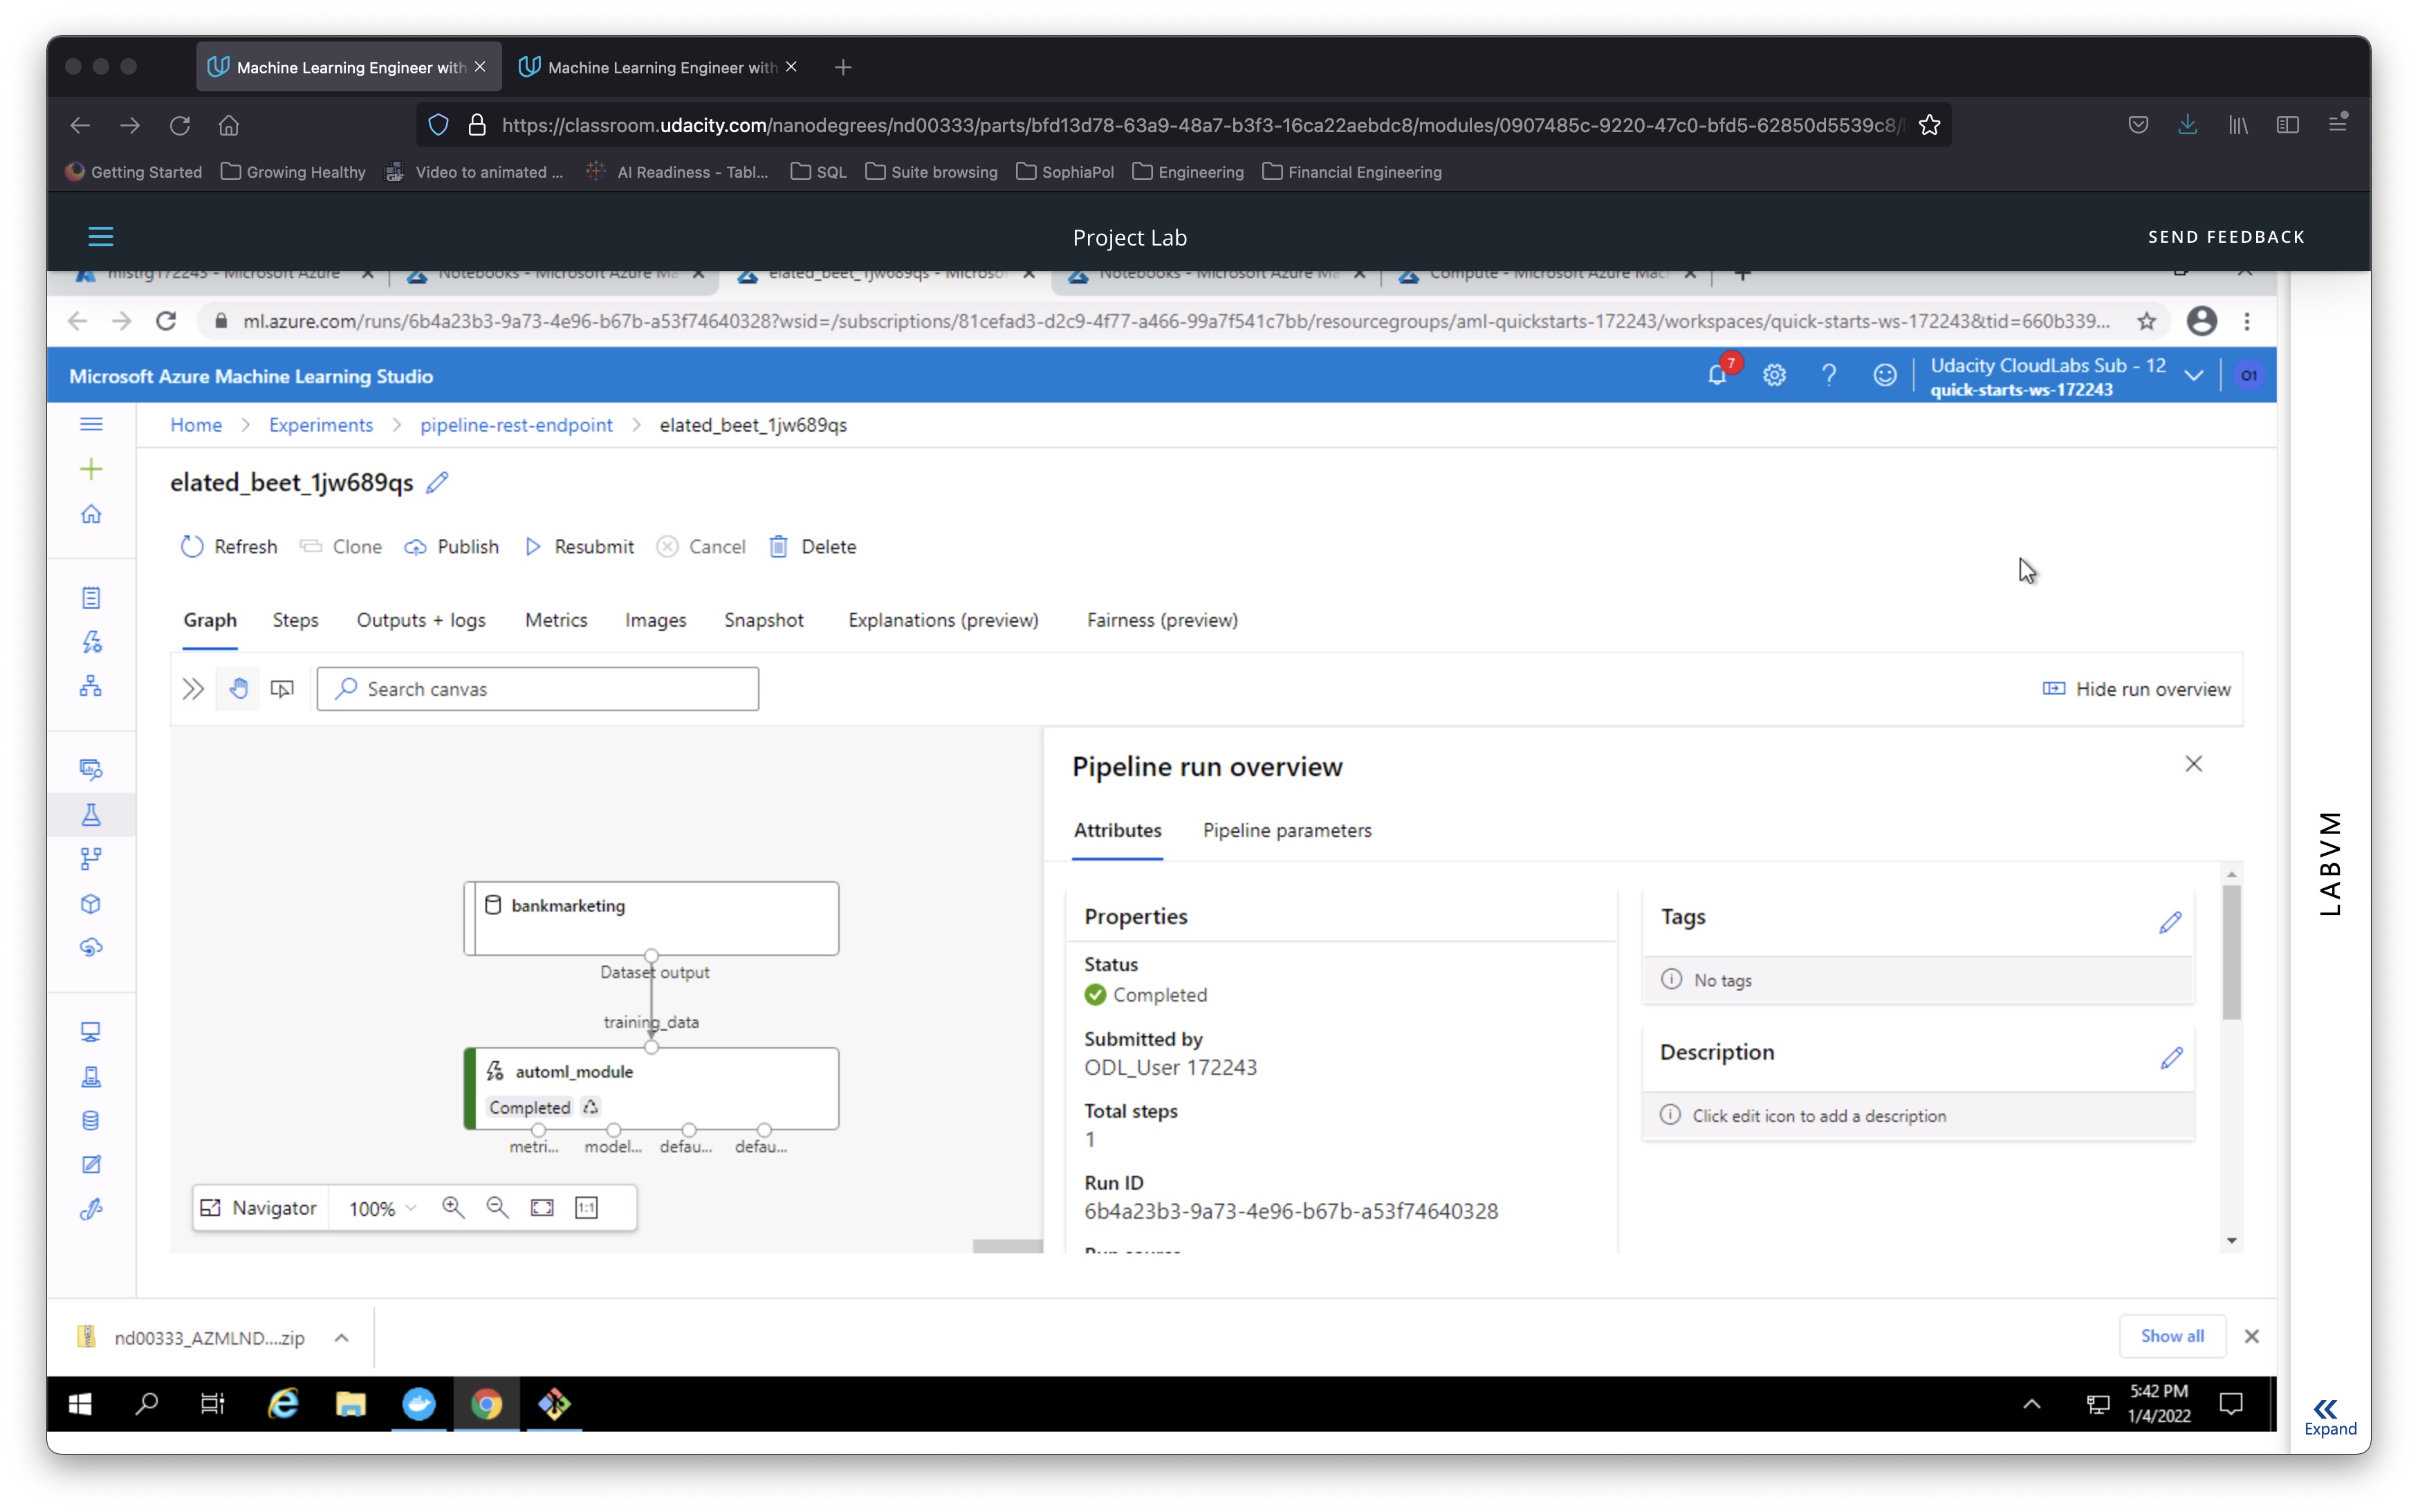 Machine Learning Engineer with
Machine Learning Engineer with
https://classroom.udacity.com/nanodegrees/nd00333/parts/bfd13d78-63a9-48a7-b3f3-16ca22aebdc8/modules/0907485c-9220-47c0-bfd5-62850d5539c8/
Getting Started Growing Healthy Video to animated ... AI Readiness - Tabl... SQL Suite browsing SophiaPol Engineering Financial Engineering
Project Lab
SEND FEEDBACK
mlstrg172243 - Microsoft Azure Notebooks - Microsoft Azure Ma elated_beet_1jw689qs - Microso Notebooks - Microsoft Azure Ma Compute - Microsoft Azure Mac
ml.azure.com/runs/6b4a23b3-9a73-4e96-b67b-a53f74640328?wsid=/subscriptions/81cefad3-d2c9-4f77-a466-99a7f541c7bb/resourcegroups/aml-quickstarts-172243/workspaces/quick-starts-ws-172243&tid=660b339...
Microsoft Azure Machine Learning Studio
7
Udacity CloudLabs Sub - 12
quick-starts-ws-172243
O1
Home > Experiments > pipeline-rest-endpoint > elated_beet_1jw689qs
elated_beet_1jw689qs
Refresh Clone Publish Resubmit Cancel Delete
Graph Steps Outputs + logs Metrics Images Snapshot Explanations (preview) Fairness (preview)
Search canvas
Hide run overview
bankmarketing
Dataset output
training_data
automl_module
Completed
metri... model... defau... defau...
Navigator 100% 1:1
Pipeline run overview
Attributes Pipeline parameters
Properties
Status
Completed
Submitted by
ODL_User 172243
Total steps
1
Run ID
6b4a23b3-9a73-4e96-b67b-a53f74640328
Tags
No tags
Description
Click edit icon to add a description
LABVM
nd00333_AZMLND....zip
Show all
5:42 PM
1/4/2022
Expand